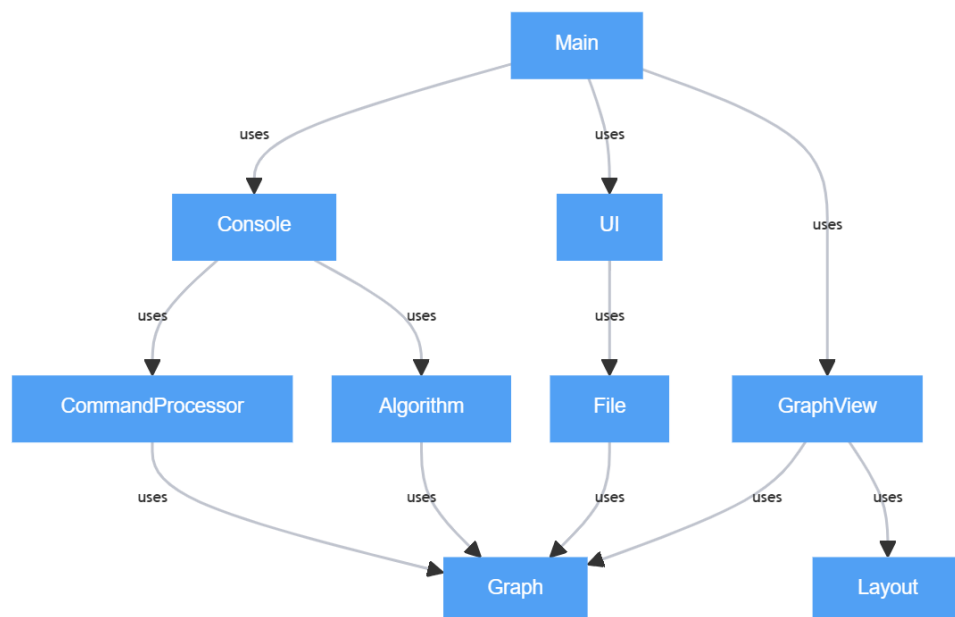 Main
uses
uses
uses
Console
UI
uses
uses
uses
CommandProcessor
Algorithm
File
GraphView
uses
uses
uses
uses
uses
Graph
Layout